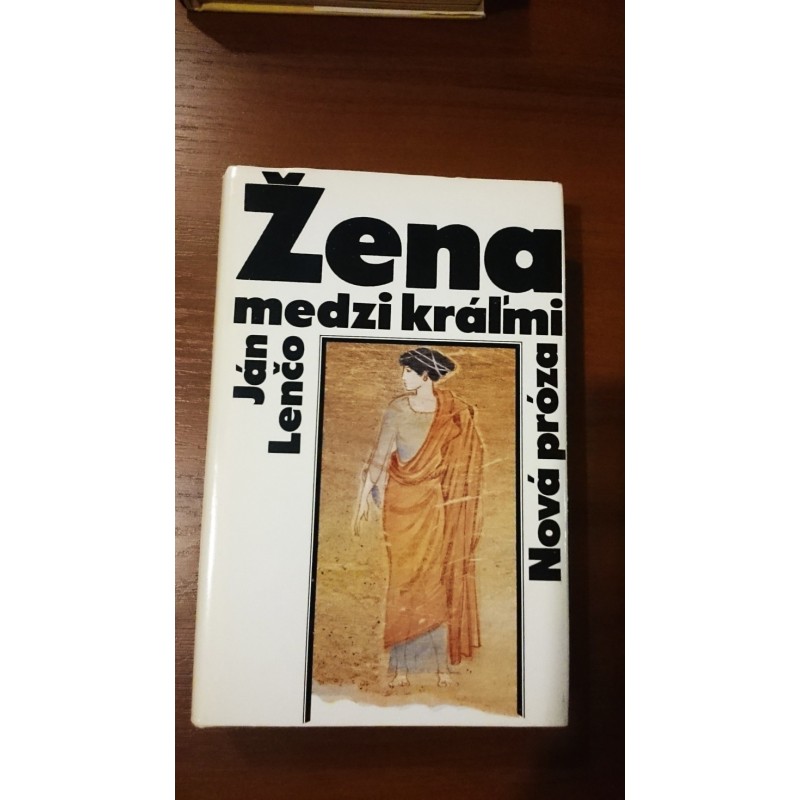 Žena
medzi kráľmi
Ján
Lenčo
Nová próza